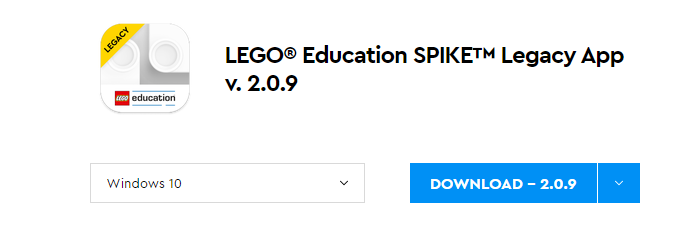 LEGACY
LEGO® Education SPIKE™ Legacy App
v. 2.0.9
LEGO education
Windows 10
DOWNLOAD – 2.0.9